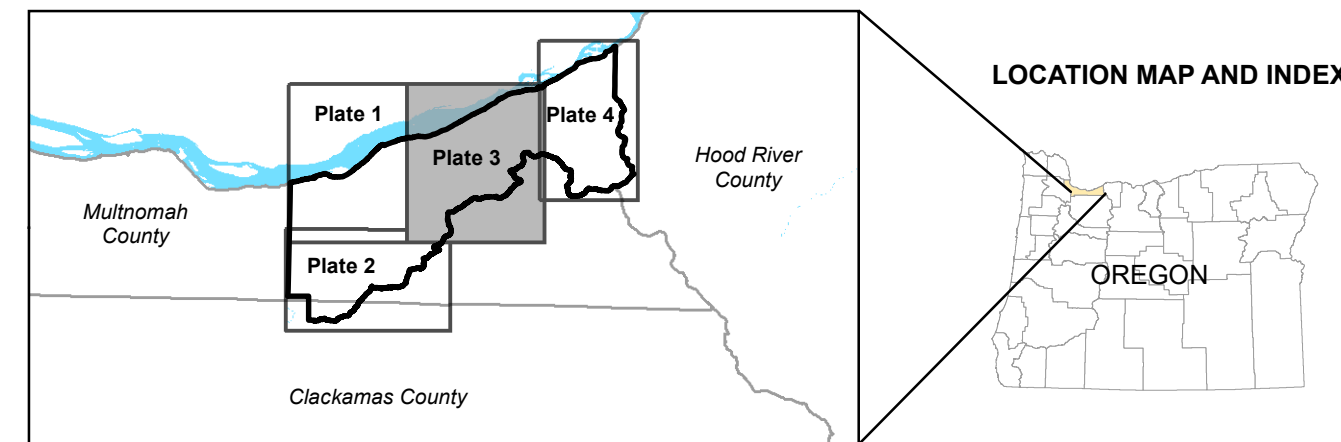 LOCATION MAP AND INDEX
Plate 1
Plate 4
Plate 3
Hood River
County
Multnomah
County
Plate 2
OREGON
Clackamas County